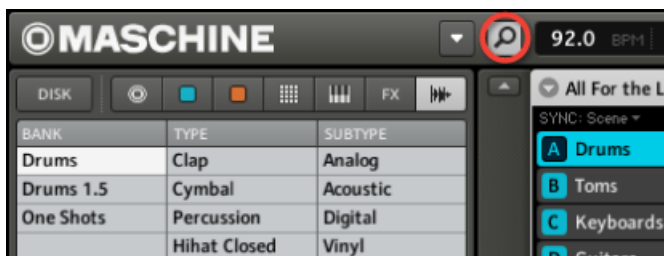 MASCHINE
92.0 BPM
DISK
FX
All For the L
SYNC: Scene
BANK TYPE SUBTYPE
Drums Clap Analog
Drums 1.5 Cymbal Acoustic
One Shots Percussion Digital
Hihat Closed Vinyl
A Drums
B Toms
C Keyboards
D Guitars